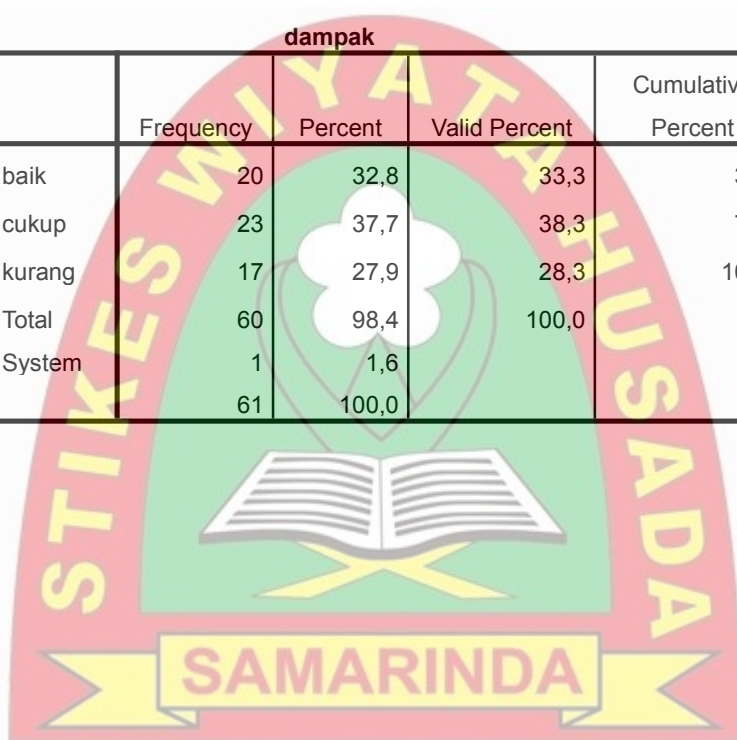 dampak
Cumulativ
Frequency Percent Valid Percent Percent
baik 20 32,8 33,3 3
cukup 23 37,7 38,3
kurang 17 27,9 28,3 10
Total 60 98,4 100,0
System 1 1,6
61 100,0
STIKES WIYATA HUSADA
SAMARINDA